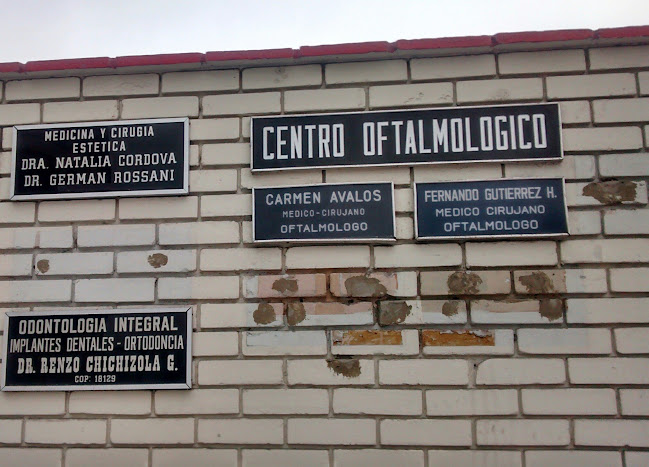 MEDICINA Y CIRUGIA
ESTETICA
DRA. NATALIA CORDOVA
DR. GERMAN ROSSANI
CENTRO OFTALMOLOGICO
CARMEN AVALOS
MEDICO - CIRUJANO
OFTALMOLOGO
FERNANDO GUTIERREZ H.
MEDICO CIRUJANO
OFTALMOLOGO
ODONTOLOGIA INTEGRAL
IMPLANTES DENTALES - ORTODONCIA
DR. RENZO CHICHIZOLA G.
COP: 18129